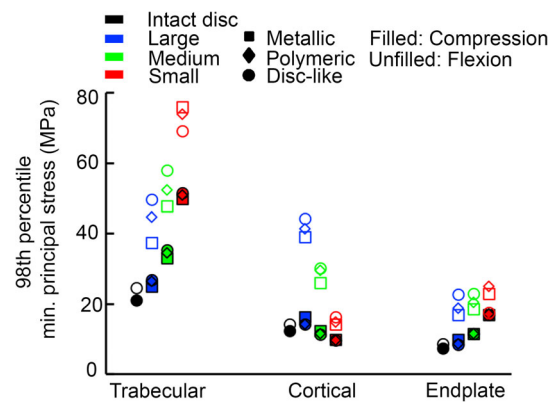 Intact disc
Large Metallic Filled: Compression
Medium Polymeric Unfilled: Flexion
Small Disc-like
98th percentile
min. principal stress (MPa)
80
60
40
20
0
Trabecular Cortical Endplate